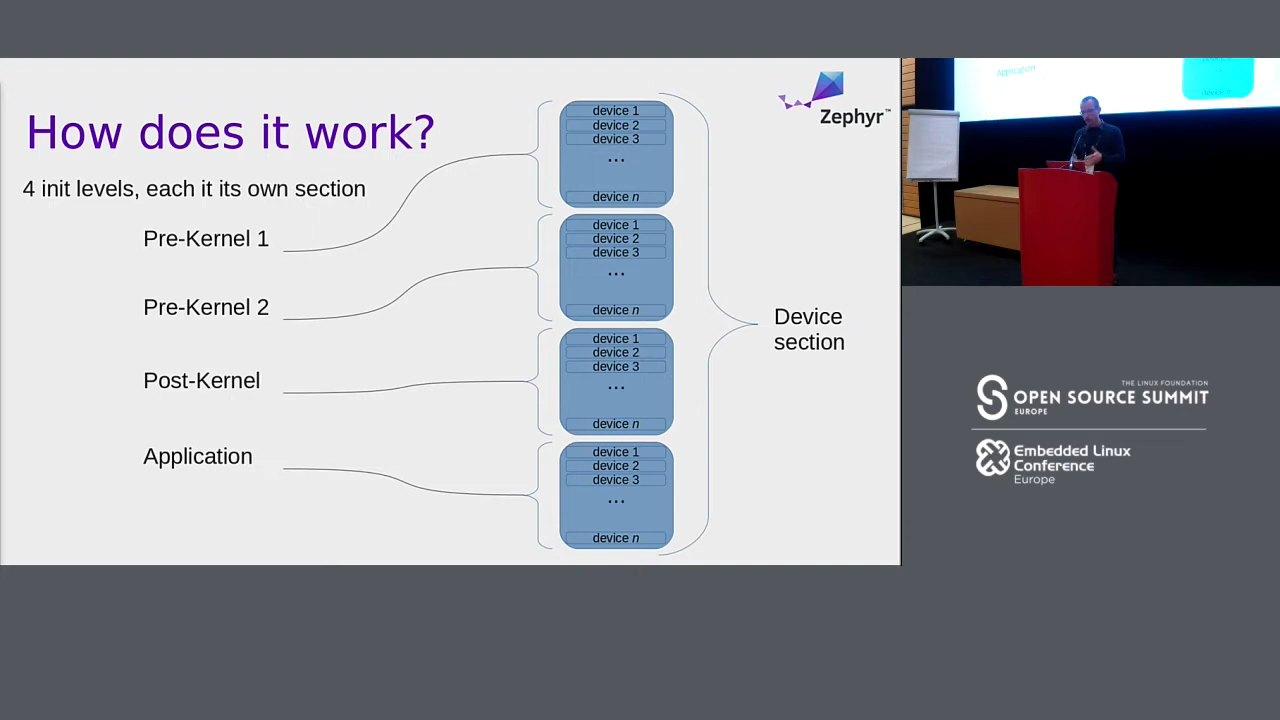 How does it work?
4 init levels, each it its own section
Pre-Kernel 1
Pre-Kernel 2
Post-Kernel
Application
device 1
device 2
device 3
...
device n
device 1
device 2
device 3
...
device n
device 1
device 2
device 3
...
device n
device 1
device 2
device 3
...
device n
Device
section
Zephyr™
Application
device n
THE LINUX FOUNDATION
OPEN SOURCE SUMMIT
EUROPE
Embedded Linux
Conference
Europe